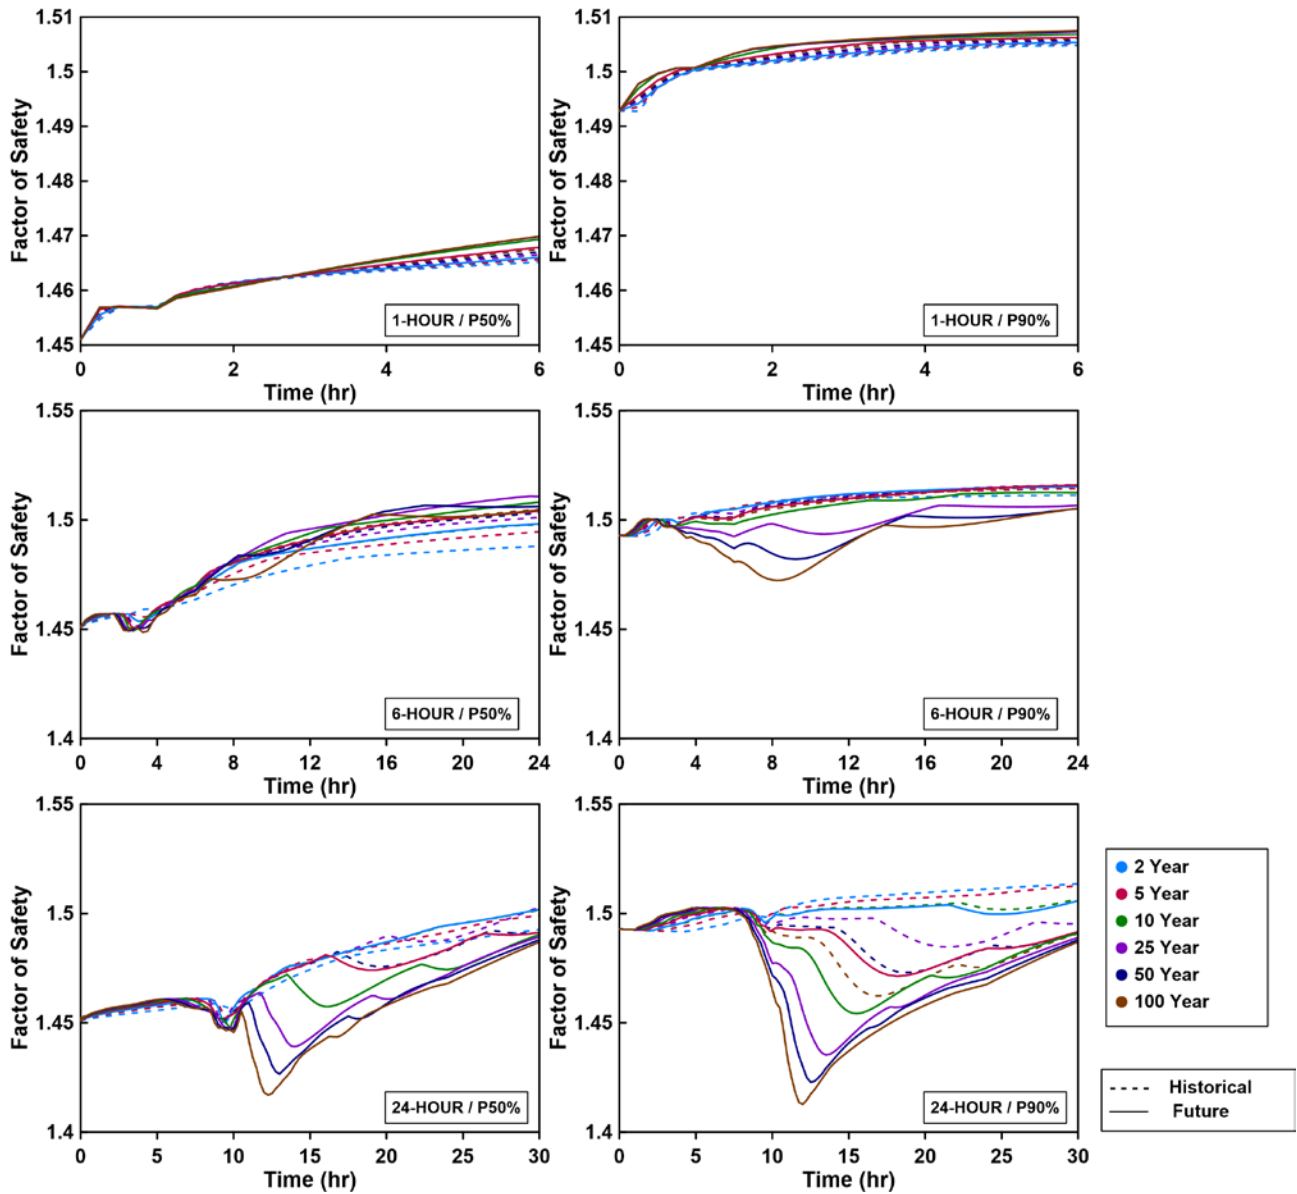 1.51
1.5
1.49
1.48
1.47
1.46
1.45
Factor of Safety
1-HOUR / P50%
0 2 4 6
Time (hr)
1.51
1.5
1.49
1.48
1.47
1.46
1.45
Factor of Safety
1-HOUR / P90%
0 2 4 6
Time (hr)
1.55
1.5
1.45
1.4
Factor of Safety
6-HOUR / P50%
0 4 8 12 16 20 24
Time (hr)
1.55
1.5
1.45
1.4
Factor of Safety
6-HOUR / P90%
0 4 8 12 16 20 24
Time (hr)
1.55
1.5
1.45
1.4
Factor of Safety
24-HOUR / P50%
0 5 10 15 20 25 30
Time (hr)
1.55
1.5
1.45
1.4
Factor of Safety
24-HOUR / P90%
0 5 10 15 20 25 30
Time (hr)
2 Year
5 Year
10 Year
25 Year
50 Year
100 Year
Historical
Future